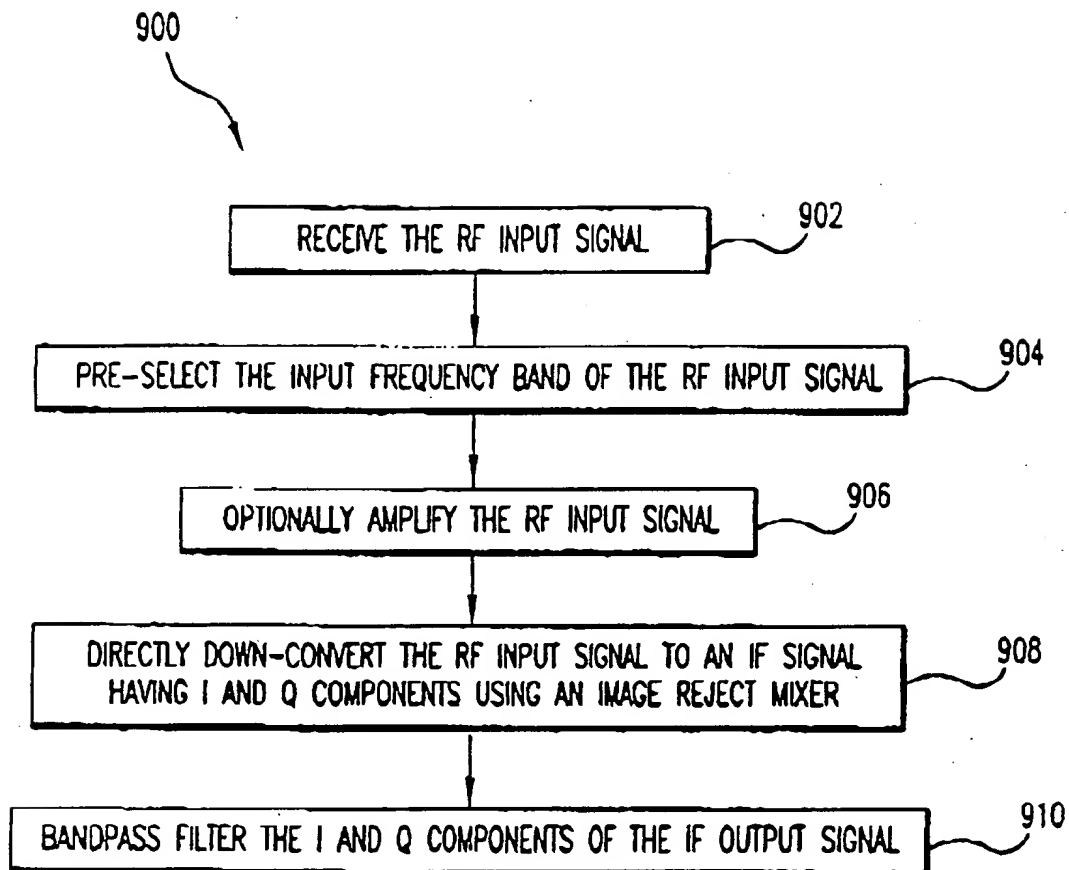 900
RECEIVE THE RF INPUT SIGNAL
902
PRE-SELECT THE INPUT FREQUENCY BAND OF THE RF INPUT SIGNAL
904
OPTIONALLY AMPLIFY THE RF INPUT SIGNAL
906
DIRECTLY DOWN-CONVERT THE RF INPUT SIGNAL TO AN IF SIGNAL
HAVING I AND Q COMPONENTS USING AN IMAGE REJECT MIXER
908
BANDPASS FILTER THE I AND Q COMPONENTS OF THE IF OUTPUT SIGNAL
910